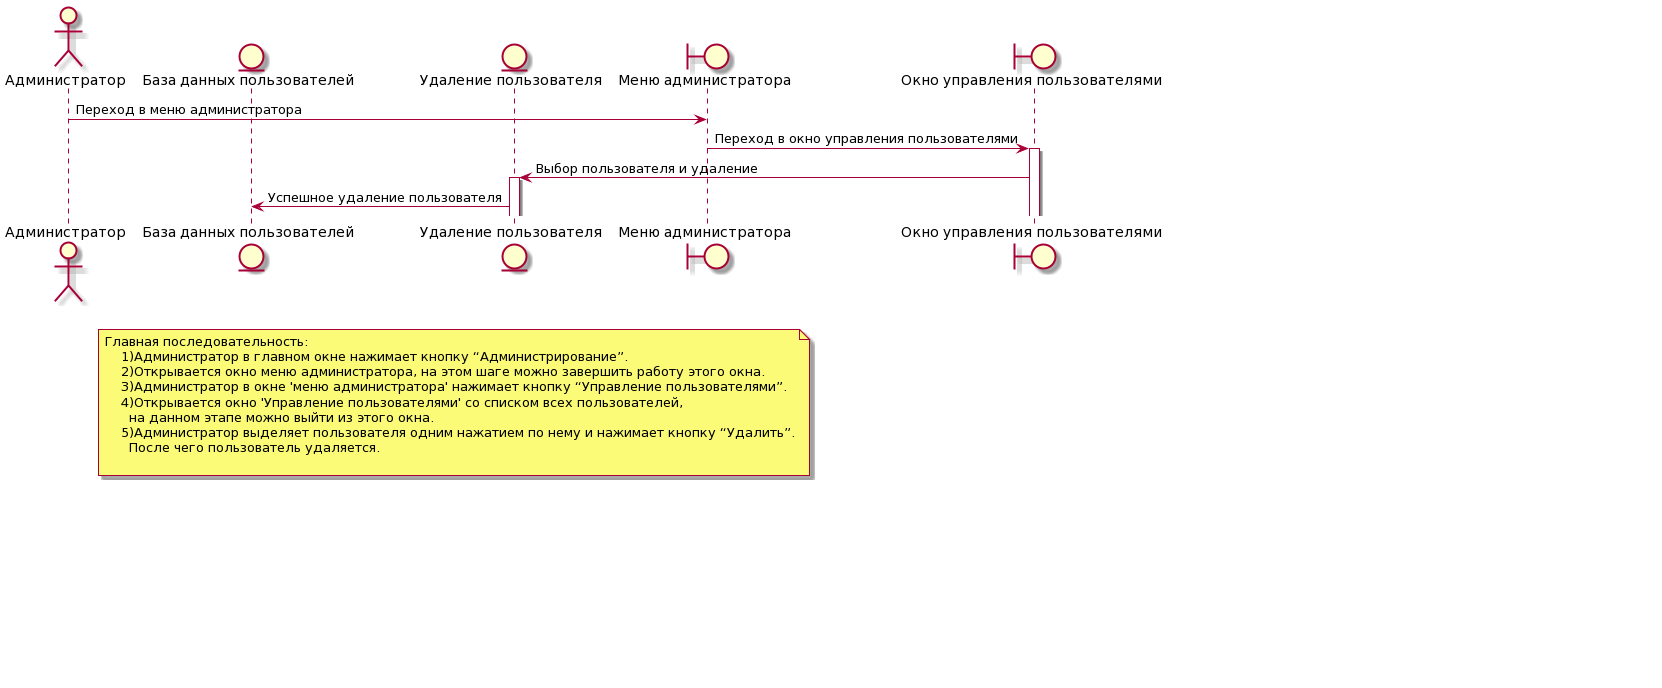 Администратор
База данных пользователей
Удаление пользователя
Меню администратора
Окно управления пользователями
Переход в меню администратора
Переход в окно управления пользователями
Выбор пользователя и удаление
Успешное удаление пользователя
Администратор
База данных пользователей
Удаление пользователя
Меню администратора
Окно управления пользователями
Главная последовательность:
1)Администратор в главном окне нажимает кнопку “Администрирование”.
2)Открывается окно меню администратора, на этом шаге можно завершить работу этого окна.
3)Администратор в окне 'меню администратора' нажимает кнопку “Управление пользователями”.
4)Открывается окно 'Управление пользователями' со списком всех пользователей,
на данном этапе можно выйти из этого окна.
5)Администратор выделяет пользователя одним нажатием по нему и нажимает кнопку “Удалить”.
После чего пользователь удаляется.